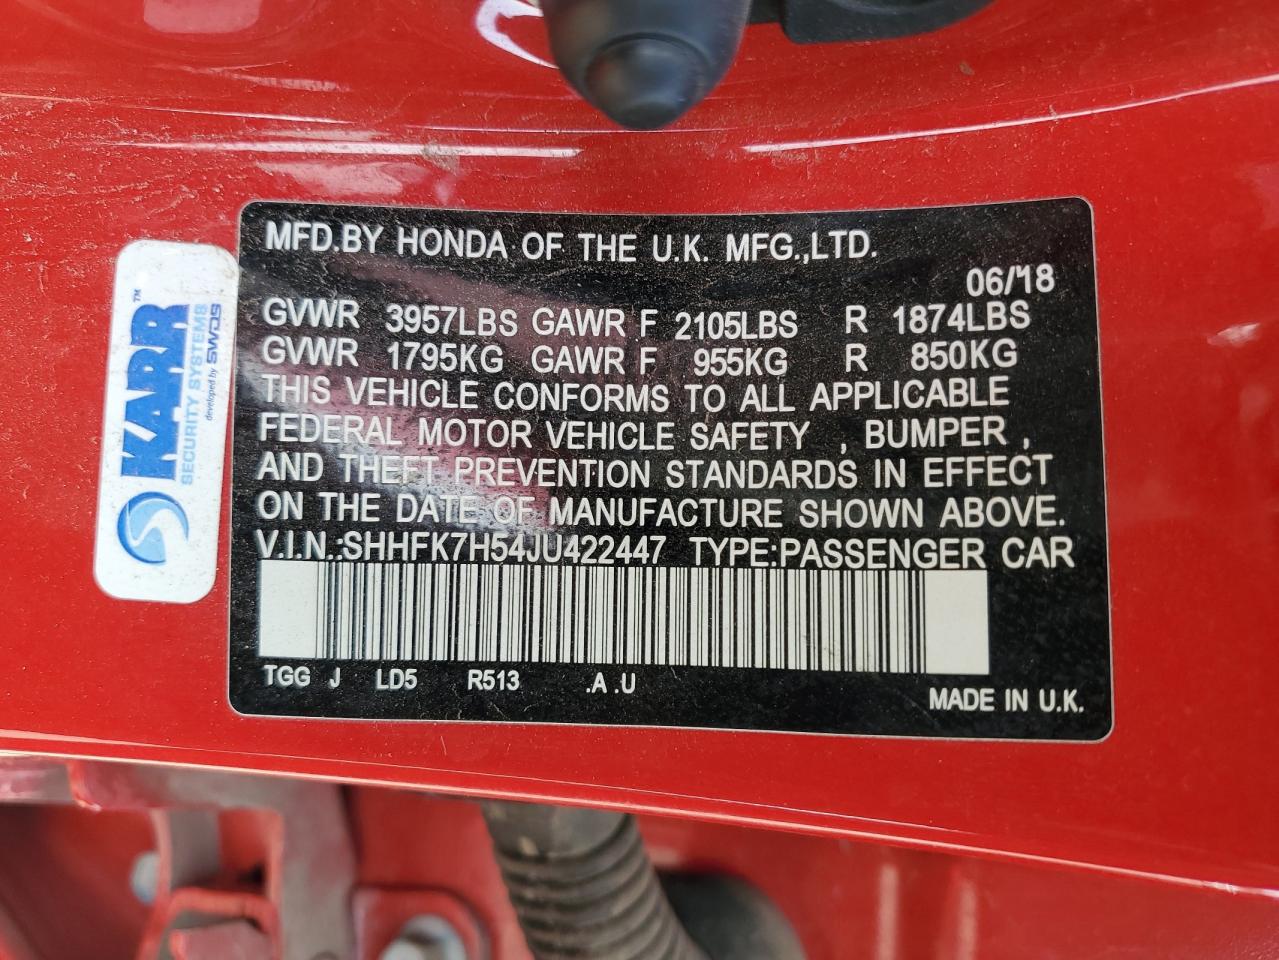 MFD.BY HONDA OF THE U.K. MFG.,LTD.
06/'18
GVWR 3957LBS GAWR F 2105LBS R 1874LBS
GVWR 1795KG GAWR F 955KG R 850KG
THIS VEHICLE CONFORMS TO ALL APPLICABLE
FEDERAL MOTOR VEHICLE SAFETY , BUMPER ,
AND THEFT PREVENTION STANDARDS IN EFFECT
ON THE DATE OF MANUFACTURE SHOWN ABOVE.
V.I.N.:SHHFK7H54JU422447 TYPE:PASSENGER CAR
TGG J LD5 R513 .A .U
MADE IN U.K.
KARR™
SECURITY SYSTEMS
developed by SWDS